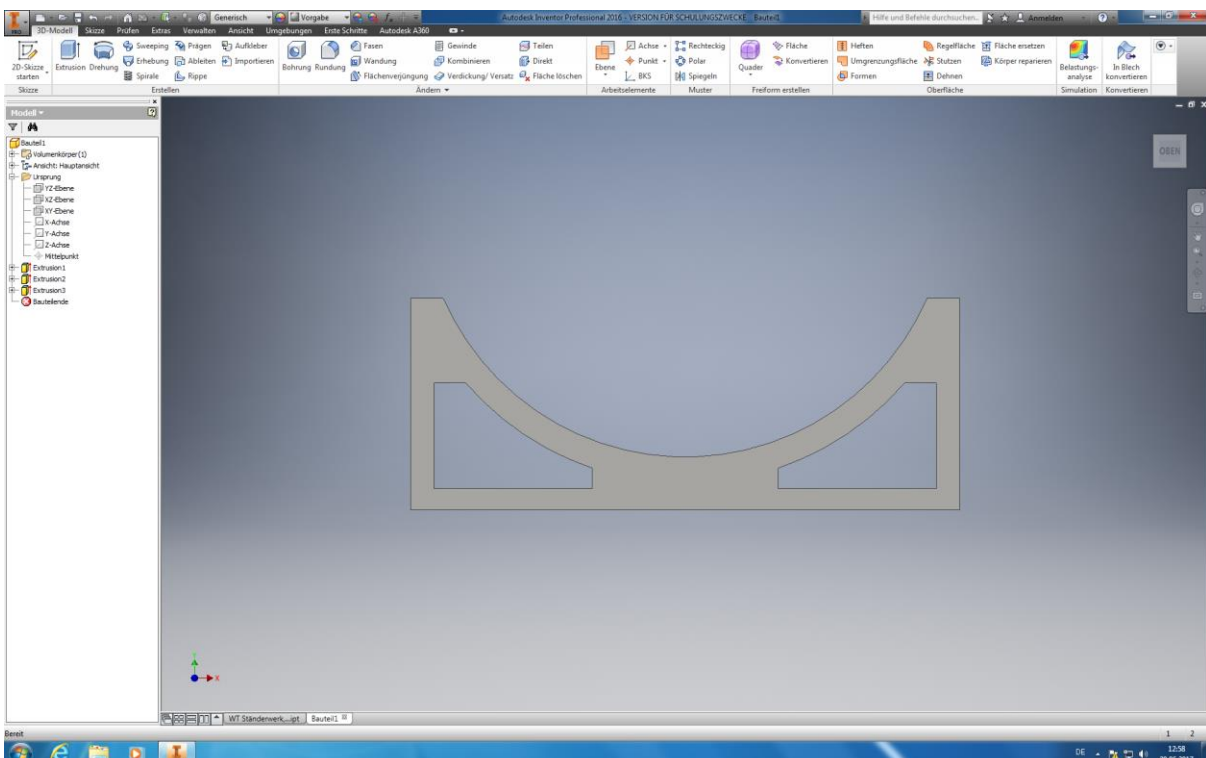 Generisch Vorgabe Autodesk Inventor Professional 2016 - VERSION FÜR SCHULUNGSZWECKE Bauteil1 Hilfe und Befehle durchsuchen... Anmelden
PRO 3D-Modell Skizze Prüfen Extras Verwalten Ansicht Umgebungen Erste Schritte Autodesk A360
2D-Skizze starten
Extrusion Drehung
Sweeping Prägen Aufkleber
Erhebung Ableiten Importieren
Spirale Rippe
Bohrung Rundung
Fasen Gewinde Teilen
Wandung Kombinieren Direkt
Flächenverjüngung Verdickung/ Versatz Fläche löschen
Ebene
Achse
Punkt
BKS
Rechteckig
Polar
Spiegeln
Quader
Fläche
Konvertieren
Heften Regelfläche Fläche ersetzen
Umgrenzungsfläche Stutzen Körper reparieren
Formen Dehnen
Belastungs-
analyse
In Blech
konvertieren
Skizze Erstellen Ändern Arbeitselemente Muster Freiform erstellen Oberfläche Simulation Konvertieren
Modell
Bauteil1
Volumenkörper(1)
Ansicht: Hauptansicht
Ursprung
YZ-Ebene
XZ-Ebene
XY-Ebene
X-Achse
Y-Achse
Z-Achse
Mittelpunkt
Extrusion1
Extrusion2
Extrusion3
Bauteilende
OBEN
Y
X
WT Ständerwerk,...ipt Bauteil1
Bereit 1 2
DE 12:58